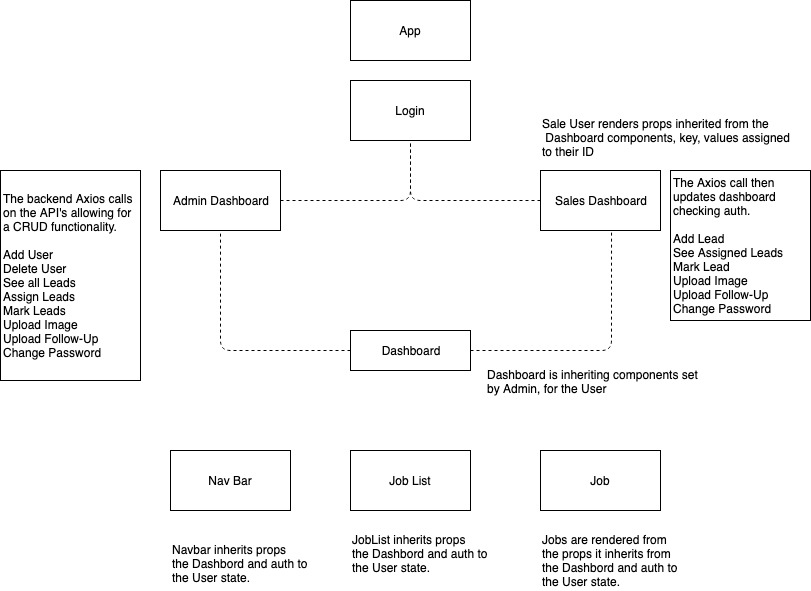 App
Login
Sale User renders props inherited from the
Dashboard components, key, values assigned
to their ID
The backend Axios calls
on the API's allowing for
a CRUD functionality.
Add User
Delete User
See all Leads
Assign Leads
Mark Leads
Upload Image
Upload Follow-Up
Change Password
Admin Dashboard
Sales Dashboard
The Axios call then
updates dashboard
checking auth.
Add Lead
See Assigned Leads
Mark Lead
Upload Image
Upload Follow-Up
Change Password
Dashboard
Dashboard is inheriting components set
by Admin, for the User
Nav Bar
Job List
Job
Navbar inherits props
the Dashbord and auth to
the User state.
JobList inherits props
the Dashbord and auth to
the User state.
Jobs are rendered from
the props it inherits from
the Dashbord and auth to
the User state.